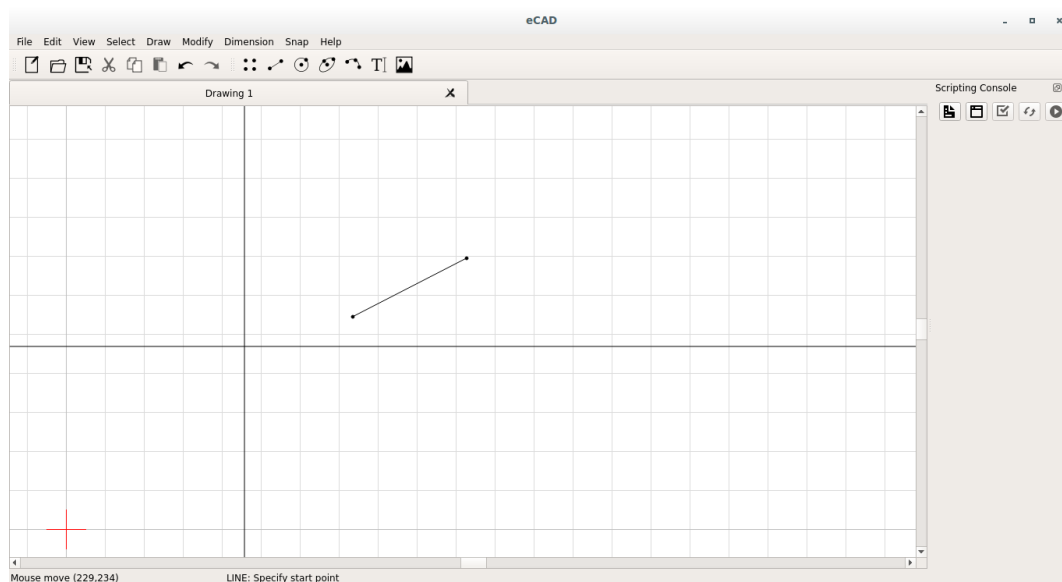 eCAD
File Edit View Select Draw Modify Dimension Snap Help
T
Drawing 1
Scripting Console
Mouse move (229,234) LINE: Specify start point